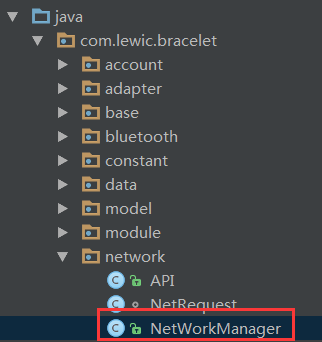 java
com.lewic.bracelet
account
adapter
base
bluetooth
constant
data
model
module
network
API
NetRequest
NetWorkManager